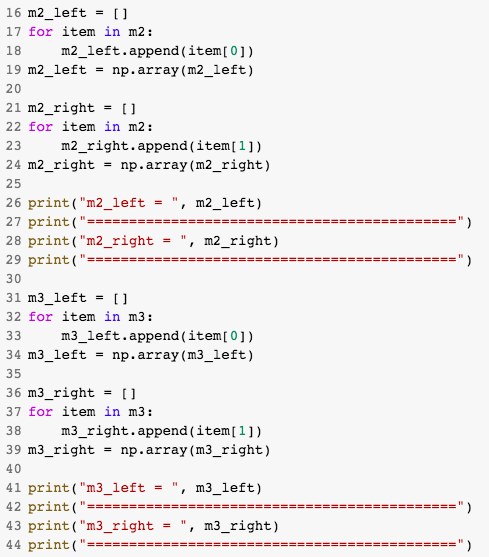 16 m2_left = []
17 for item in m2:
18     m2_left.append(item[0])
19 m2_left = np.array(m2_left)
20
21 m2_right = []
22 for item in m2:
23     m2_right.append(item[1])
24 m2_right = np.array(m2_right)
25
26 print("m2_left = ", m2_left)
27 print("============================================")
28 print("m2_right = ", m2_right)
29 print("============================================")
30
31 m3_left = []
32 for item in m3:
33     m3_left.append(item[0])
34 m3_left = np.array(m3_left)
35
36 m3_right = []
37 for item in m3:
38     m3_right.append(item[1])
39 m3_right = np.array(m3_right)
40
41 print("m3_left = ", m3_left)
42 print("============================================")
43 print("m3_right = ", m3_right)
44 print("============================================")